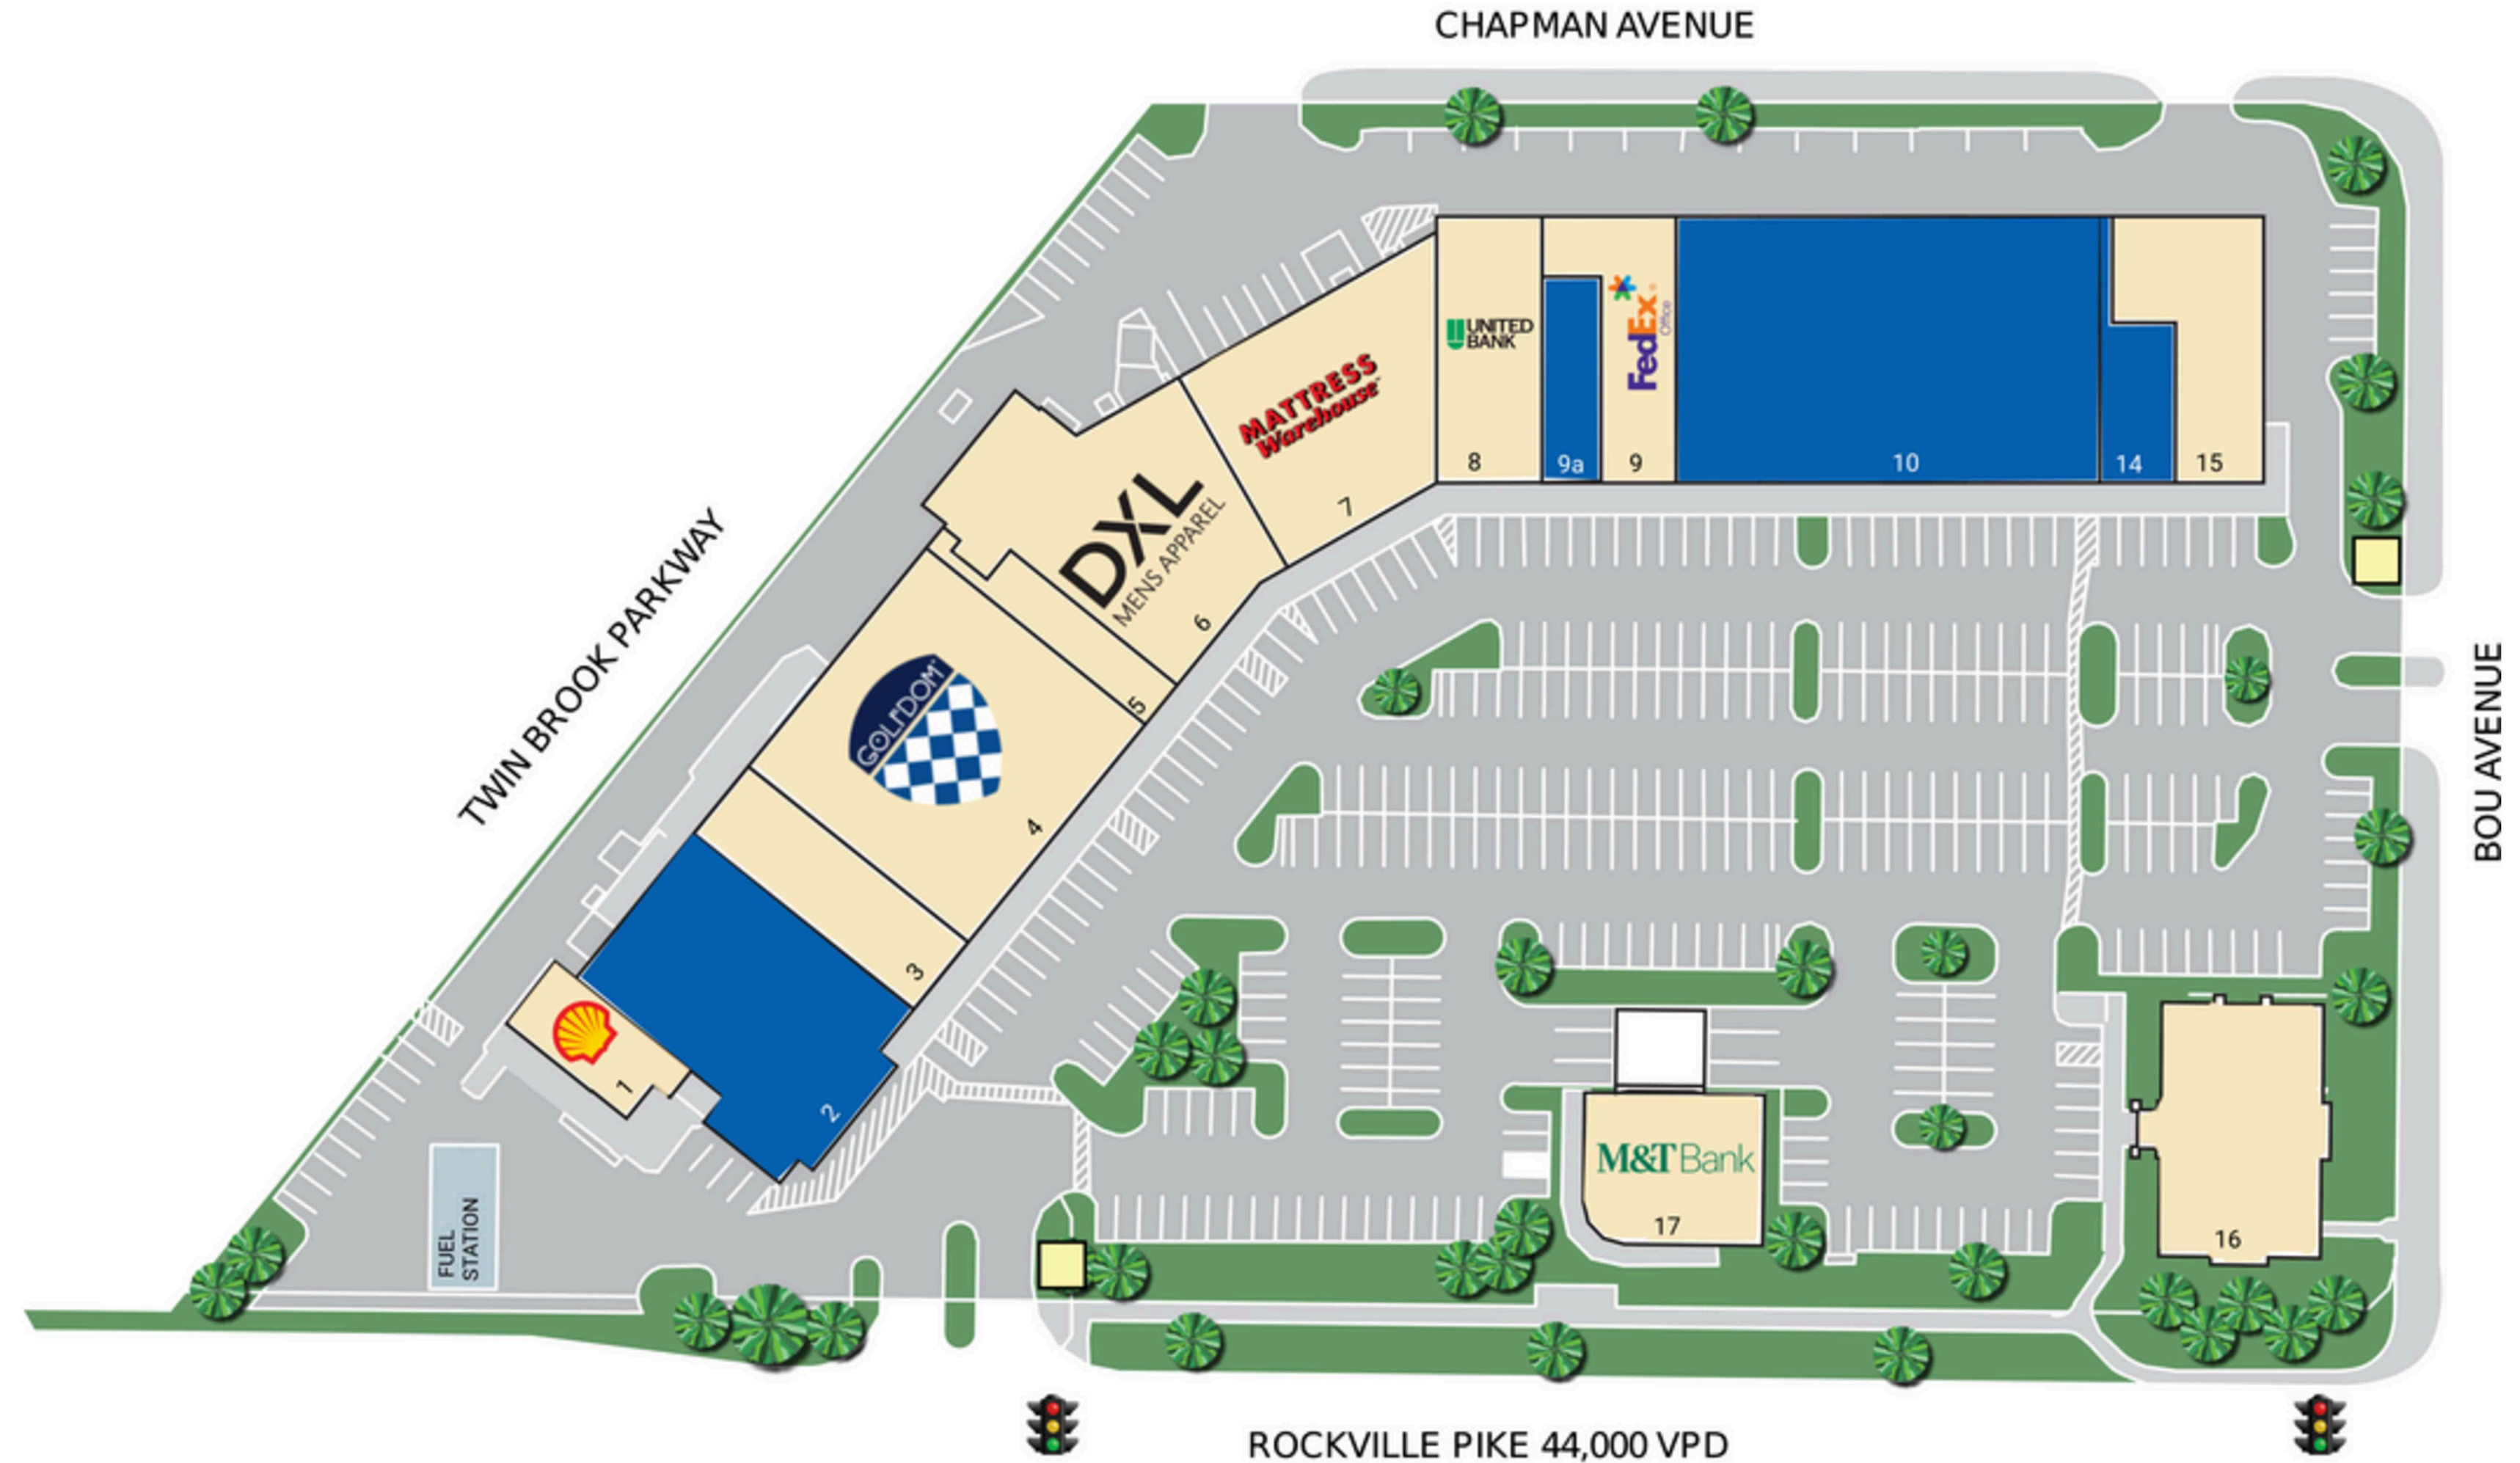 CHAPMAN AVENUE
UNITED
BANK
FedEx
Office
8
9a
9
10
14
15
MATTRESS
Warehouse
7
DXL
MENS APPAREL
6
5
TWIN BROOK PARKWAY
GOLFDOM
4
3
2
1
FUEL
STATION
BOU AVENUE
M&T Bank
17
16
ROCKVILLE PIKE 44,000 VPD